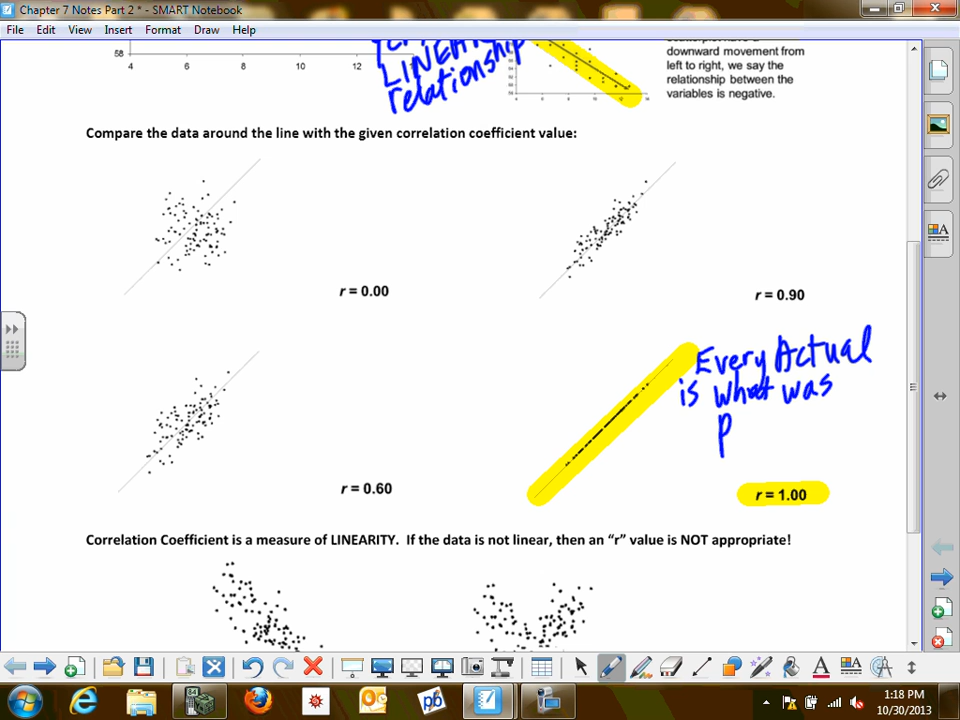 Chapter 7 Notes Part 2 * - SMART Notebook
File Edit View Insert Format Draw Help
58
4 6 8 10 12
LINEAR
relationship
downward movement from
left to right, we say the
relationship between the
variables is negative.
Compare the data around the line with the given correlation coefficient value:
r = 0.00
r = 0.90
Every Actual
is what was
p
r = 0.60
r = 1.00
Correlation Coefficient is a measure of LINEARITY. If the data is not linear, then an “r” value is NOT appropriate!
1:18 PM
10/30/2013